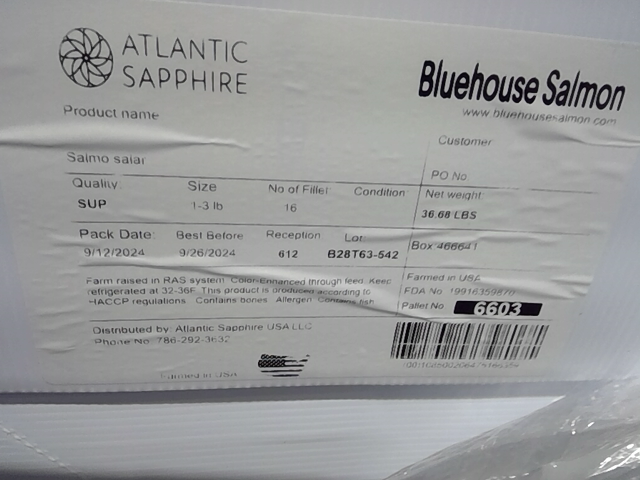 ATLANTIC
SAPPHIRE
Bluehouse Salmon
www.bluehousesalmon.com
Product name
Customer
Salmo salar
PO No
Quality: Size No of Fillet Condition Net weight:
SUP 1-3 lb 16 36.68 LBS
Pack Date: Best Before Reception Lot:
9/12/2024 9/26/2024 612 B28T63-542 Box 466641
Farm raised in RAS system. Color-Enhanced through feed. Keep
refrigerated at 32-36F. This product is produced according to
HACCP regulations. Contains bones. Allergen: Contains fish
Farmed in USA
FDA No. 19916359870
Pallet No. 6603
Distributed by: Atlantic Sapphire USA LLC
Phone No. 786-292-3632
Farmed in USA